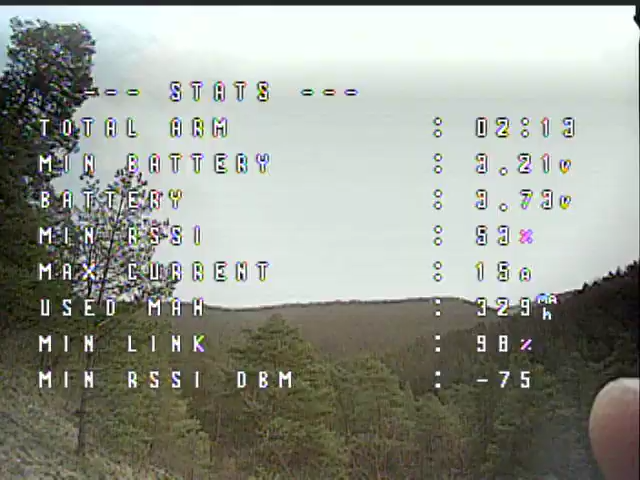 --- STATS ---
TOTAL ARM : 02:13
MIN BATTERY : 3.21V
BATTERY : 3.73V
MIN RSSI : 53%
MAX CURRENT : 15A
USED MAH : 329MAH
MIN LINK : 98%
MIN RSSI DBM : -75